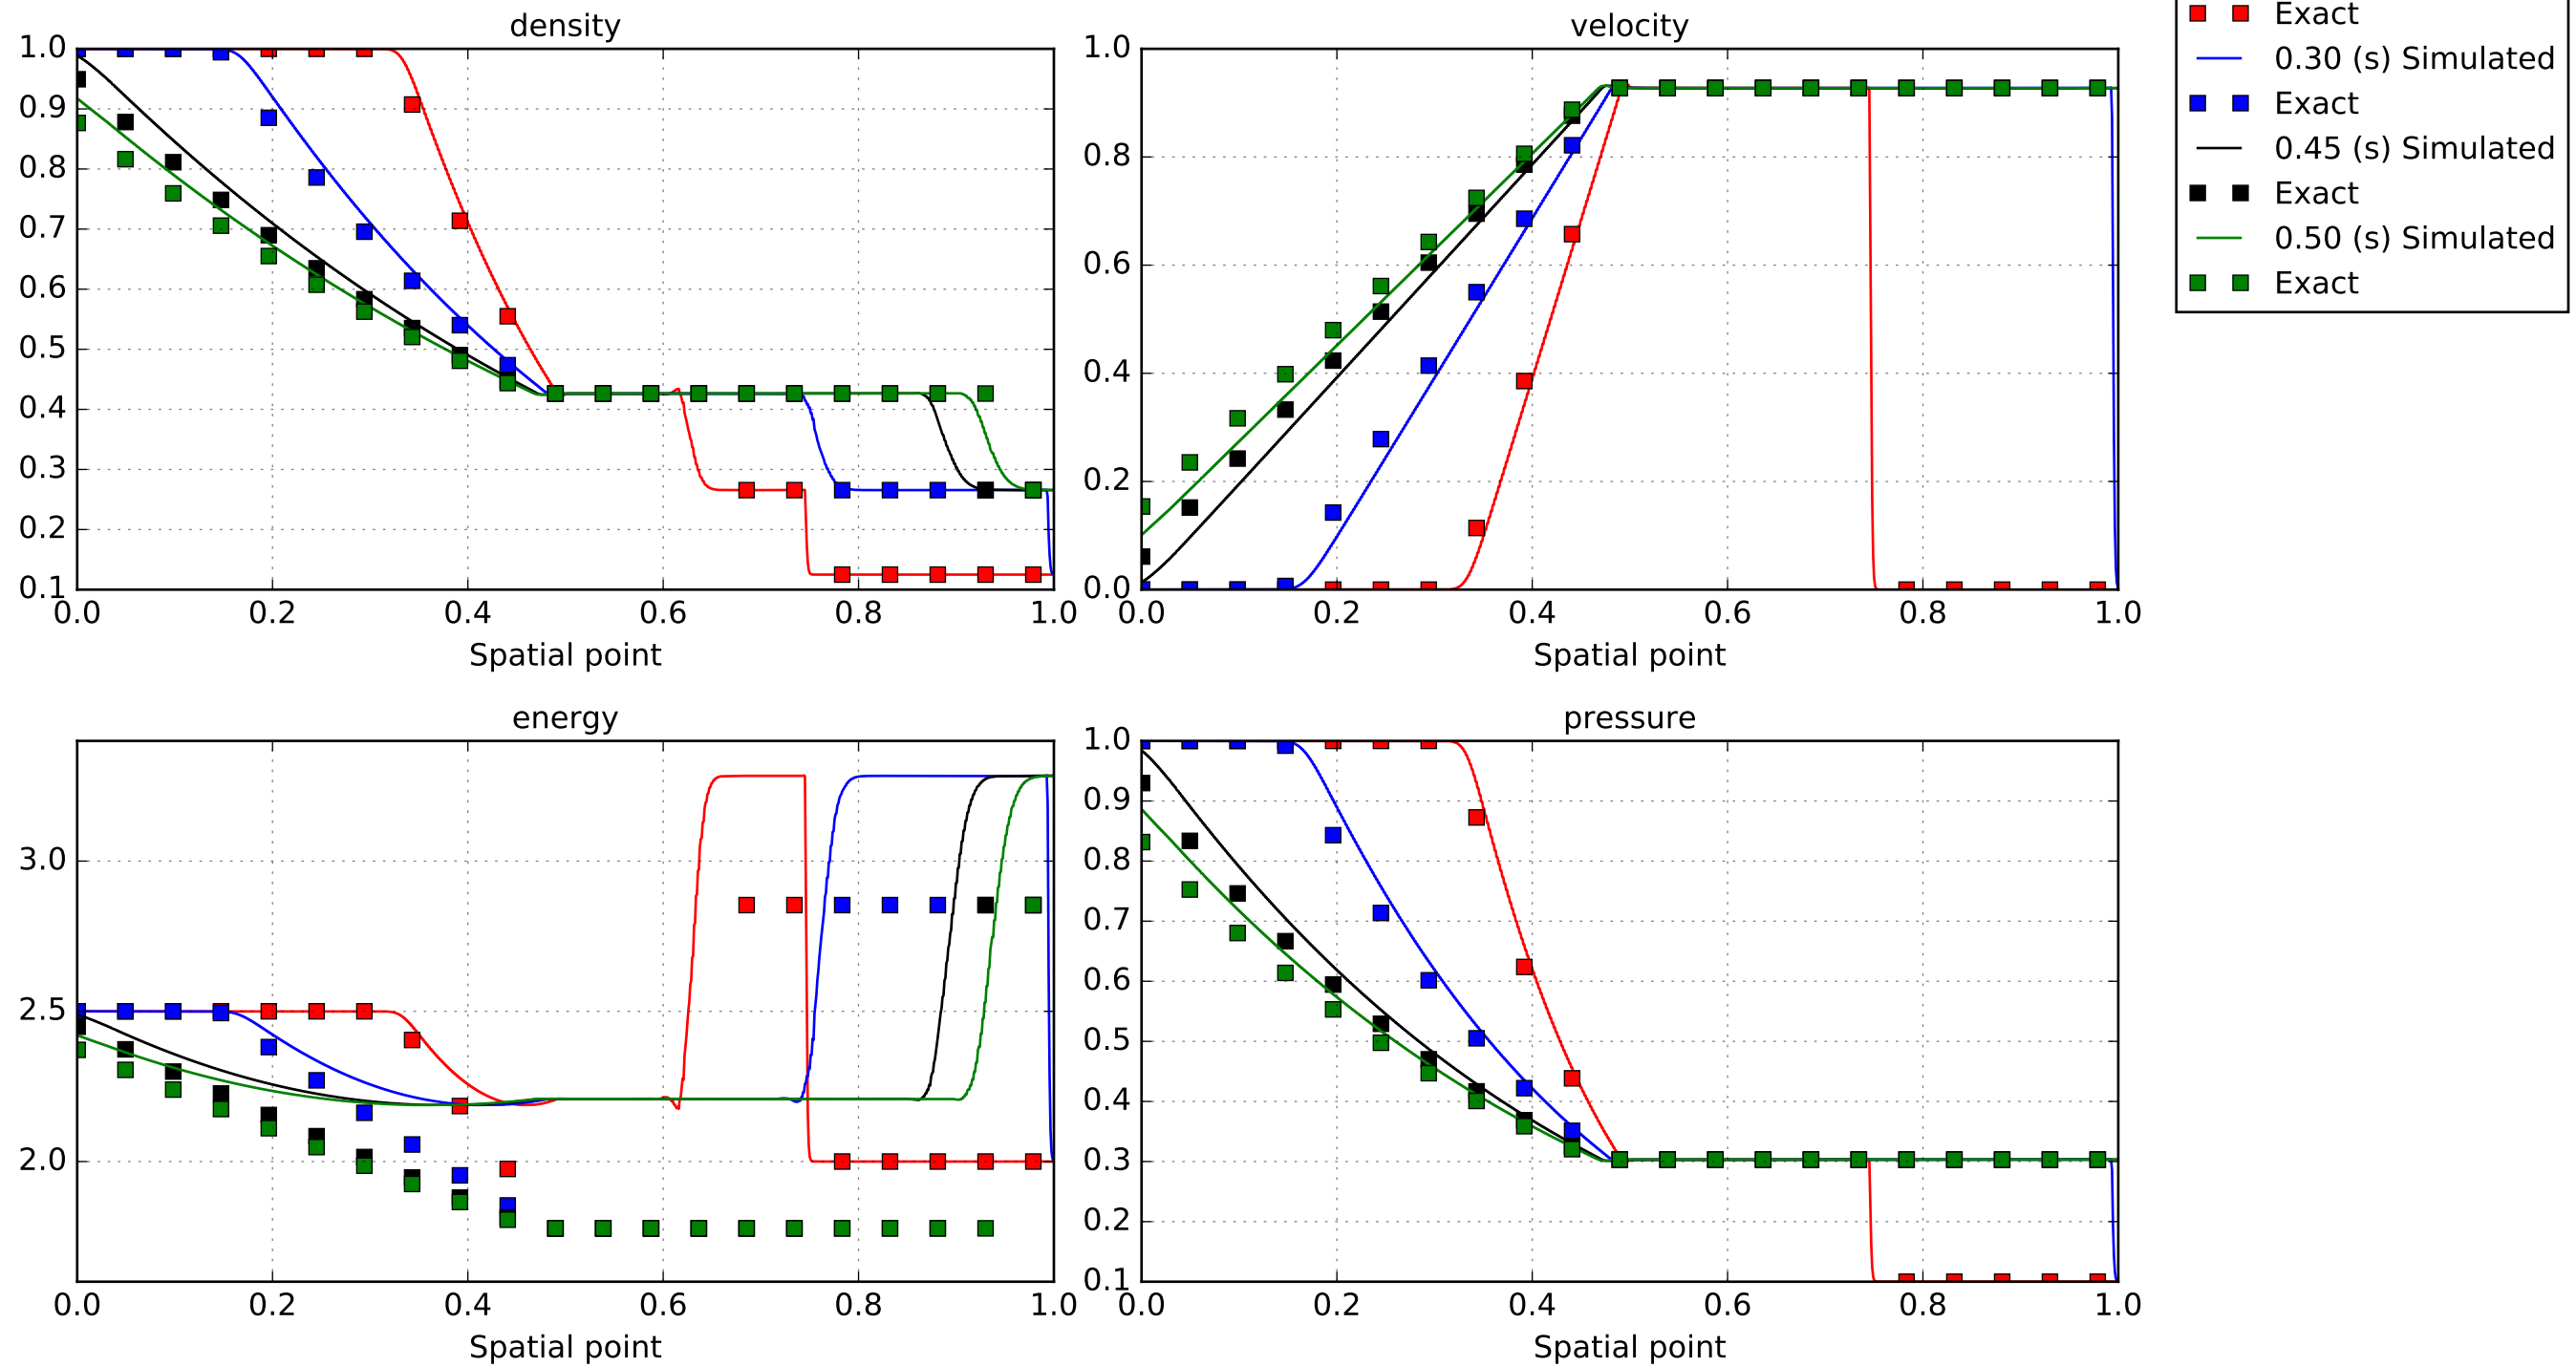 density
1.0
0.9
0.8
0.7
0.6
0.5
0.4
0.3
0.2
0.1
0.0 0.2 0.4 0.6 0.8 1.0
Spatial point
velocity
1.0
0.8
0.6
0.4
0.2
0.0
0.0 0.2 0.4 0.6 0.8 1.0
Spatial point
Exact
0.30 (s) Simulated
Exact
0.45 (s) Simulated
Exact
0.50 (s) Simulated
Exact
energy
3.0
2.5
2.0
0.0 0.2 0.4 0.6 0.8 1.0
Spatial point
pressure
1.0
0.9
0.8
0.7
0.6
0.5
0.4
0.3
0.2
0.1
0.0 0.2 0.4 0.6 0.8 1.0
Spatial point